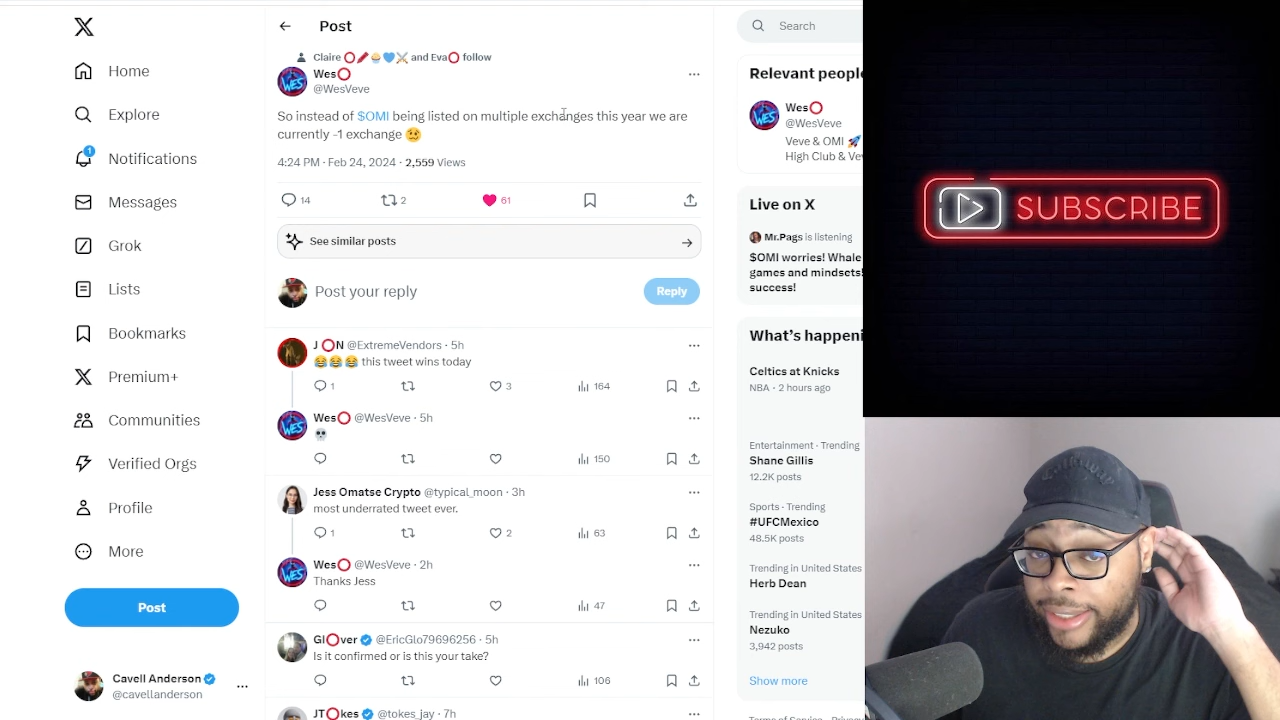 Post
Search
Home
Explore
1
Notifications
Messages
Grok
Lists
Bookmarks
Premium+
Communities
Verified Orgs
Profile
More
Post
Cavell Anderson
@cavellanderson
Claire ⭕🖍🧁💙⚔ and Eva⭕ follow
Wes⭕
@WesVeve
So instead of $OMI being listed on multiple exchanges this year we are
currently -1 exchange 🥴
4:24 PM · Feb 24, 2024 · 2,559 Views
14 2 61
See similar posts
Post your reply
Reply
J ⭕N @ExtremeVendors · 5h
😂😂😂 this tweet wins today
1 3 164
Wes⭕ @WesVeve · 5h
💀
150
Jess Omatse Crypto @typical_moon · 3h
most underrated tweet ever.
1 2 63
Wes⭕ @WesVeve · 2h
Thanks Jess
47
Gl⭕ver @EricGlo79696256 · 5h
Is it confirmed or is this your take?
106
JT⭕kes @tokes_jay · 7h
Relevant people
Wes⭕
@WesVeve
Veve & OMI 🚀
High Club & Ve
Live on X
Mr.Pags is listening
$OMI worries! Whale
games and mindsets!
success!
What's happeni
Celtics at Knicks
NBA · 2 hours ago
Entertainment · Trending
Shane Gillis
12.2K posts
Sports · Trending
#UFCMexico
48.5K posts
Trending in United States
Herb Dean
Trending in United States
Nezuko
3,942 posts
Show more
SUBSCRIBE